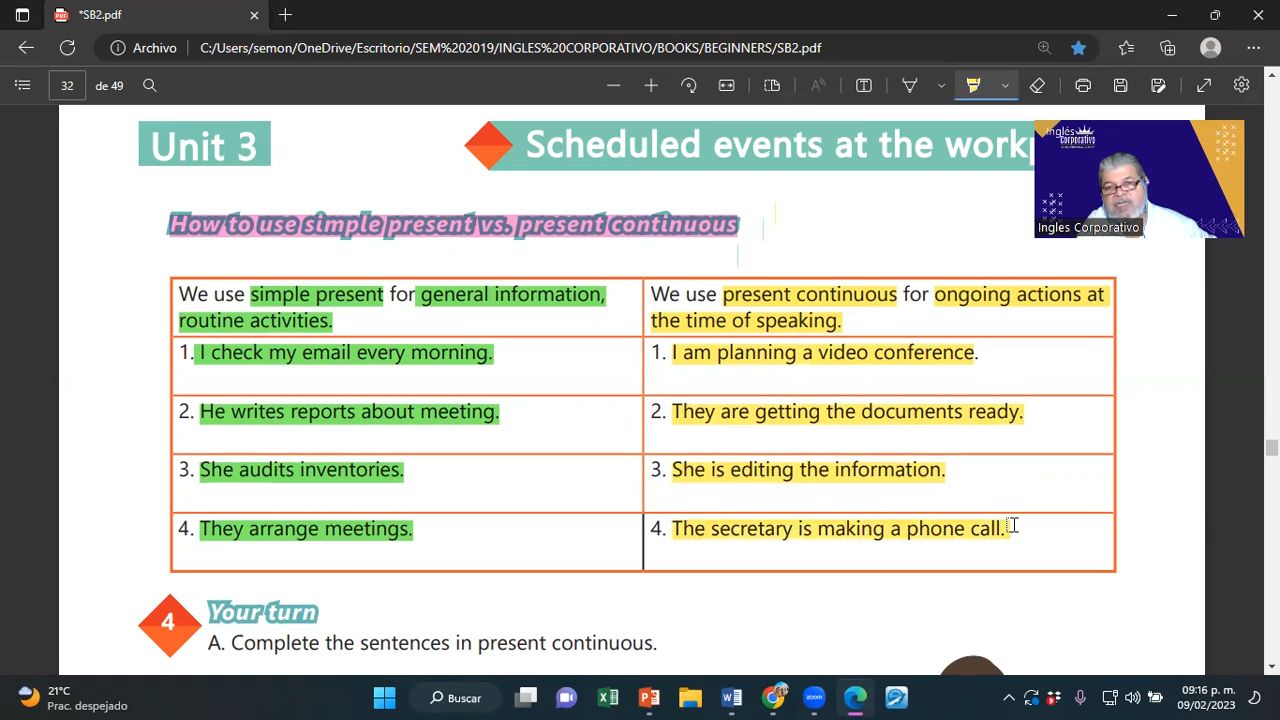 *SB2.pdf
Archivo
C:/Users/semon/OneDrive/Escritorio/SEM%202019/INGLES%20CORPORATIVO/BOOKS/BEGINNERS/SB2.pdf
32 de 49
Unit 3
Scheduled events at the workp
Inglés
Corporativo
Ingles Corporativo
How to use simple present vs. present continuous
We use simple present for general information,
routine activities.
We use present continuous for ongoing actions at
the time of speaking.
1. I check my email every morning.
1. I am planning a video conference.
2. He writes reports about meeting.
2. They are getting the documents ready.
3. She audits inventories.
3. She is editing the information.
4. They arrange meetings.
4. The secretary is making a phone call.
4
Your turn
A. Complete the sentences in present continuous.
21°C
Prac. despejado
Buscar
zoom
09:16 p. m.
09/02/2023